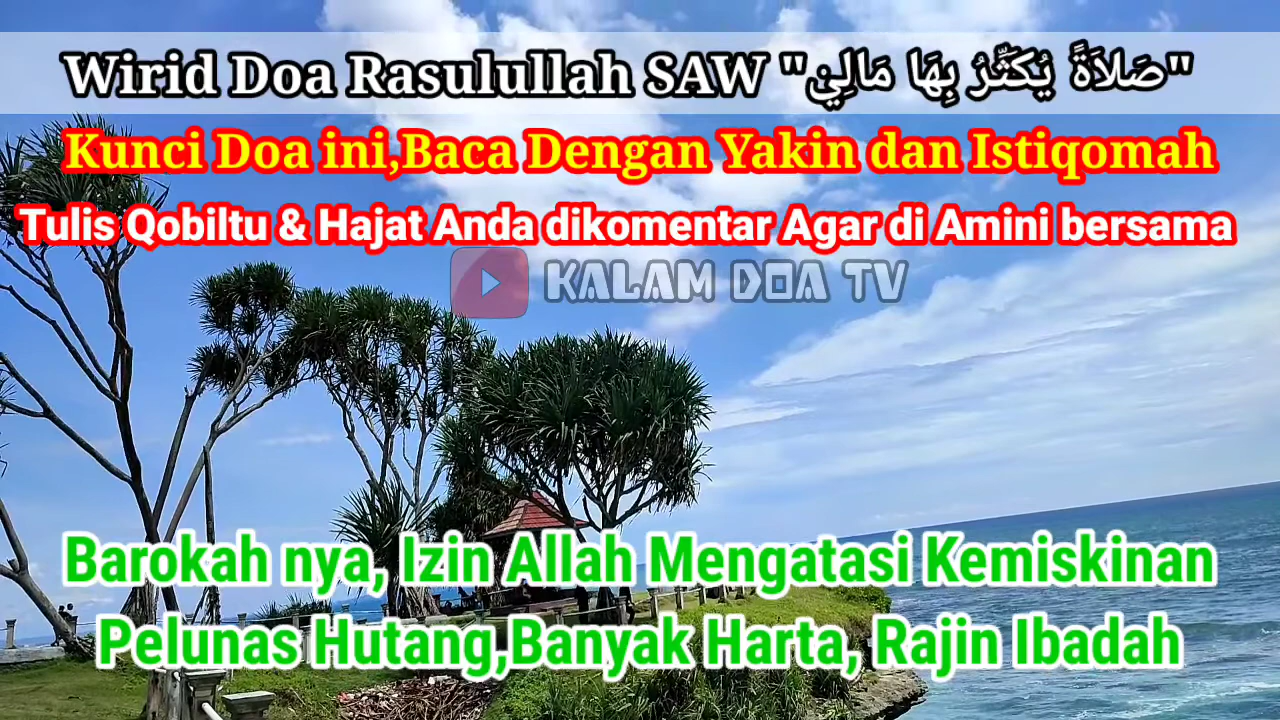 Wirid Doa Rasulullah SAW "صَلاَةً يُكَثِّرُ بِهَا مَالِيْ"
Kunci Doa ini,Baca Dengan Yakin dan Istiqomah
Tulis Qobiltu & Hajat Anda dikomentar Agar di Amini bersama
KALAM DOA TV
Barokah nya, Izin Allah Mengatasi Kemiskinan
Pelunas Hutang,Banyak Harta, Rajin Ibadah